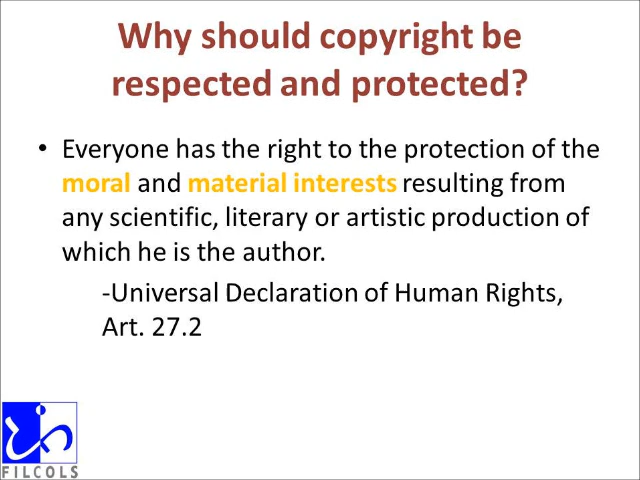 Why should copyright be
respected and protected?
• Everyone has the right to the protection of the
moral and material interests resulting from
any scientific, literary or artistic production of
which he is the author.
-Universal Declaration of Human Rights,
Art. 27.2
FILCOLS